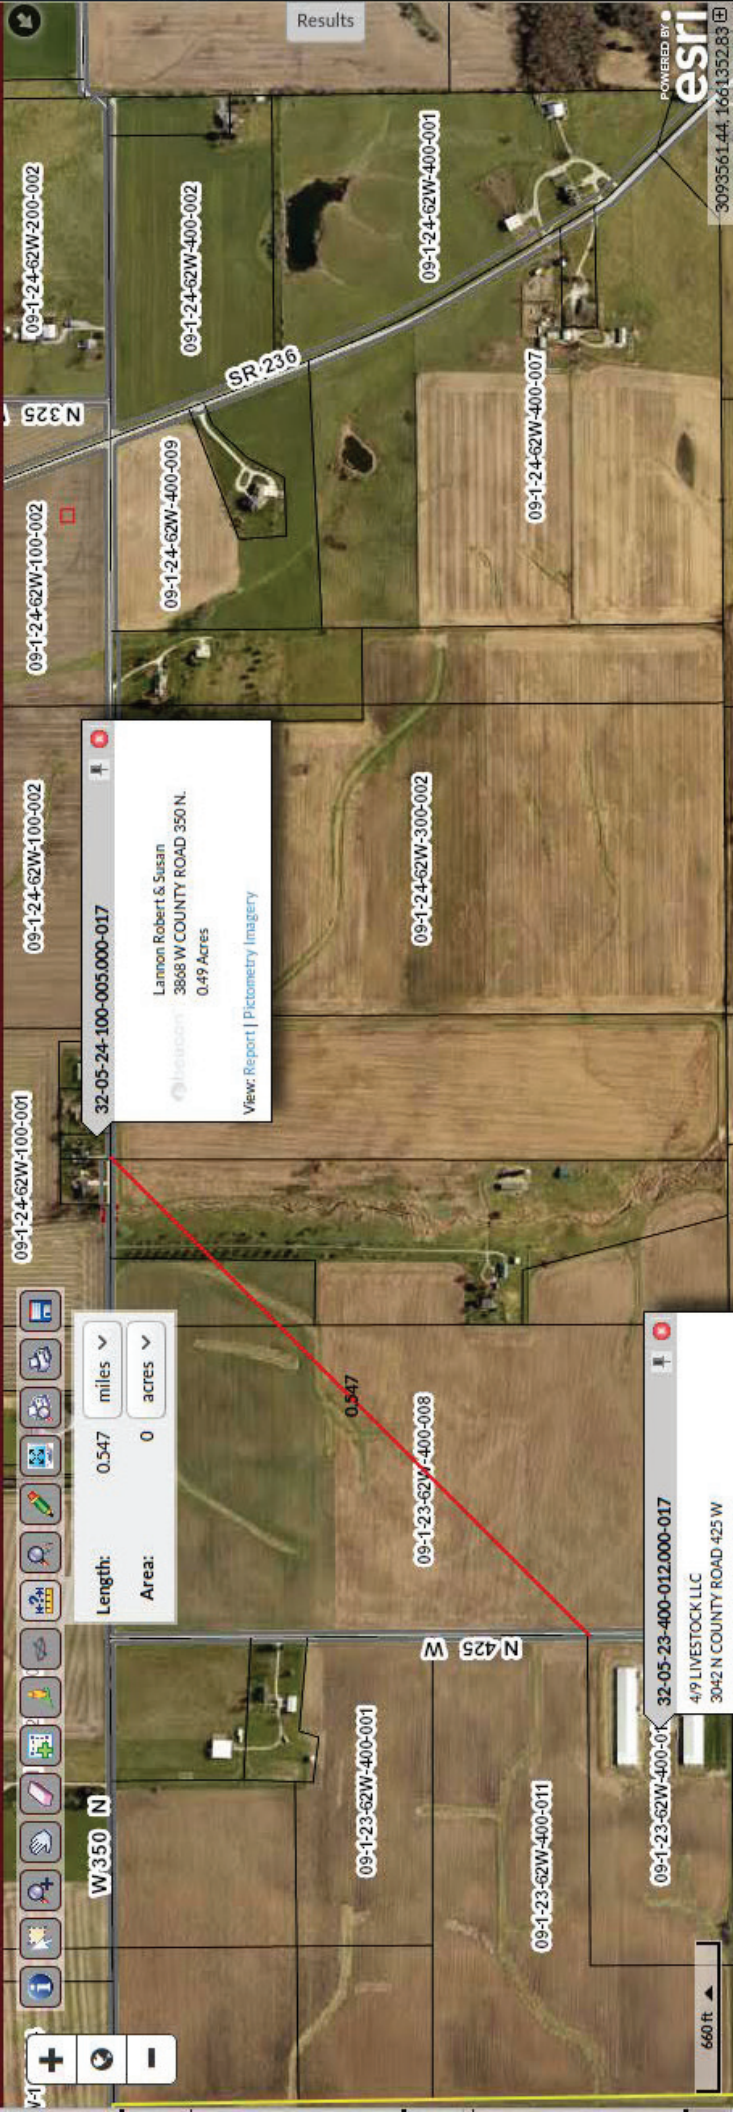 Results
POWERED BY
esri
3093561.44, 1661352.83
09-1-24-62W-200-002
09-1-24-62W-400-002
09-1-24-62W-400-001
N 325
SR 236
09-1-24-62W-100-002
09-1-24-62W-400-009
09-1-24-62W-400-007
09-1-24-62W-100-002
09-1-24-62W-300-002
32-05-24-100-005.000-017
Lannon Robert & Susan
3868 W COUNTY ROAD 350 N.
0.49 Acres
View: Report | Pictometry Imagery
09-1-24-62W-100-001
Length:
0.547
miles
Area:
0
acres
0.547
09-1-23-62W-400-008
N 425 W
32-05-23-400-012.000-017
4/9 LIVESTOCK LLC
3042 N COUNTY ROAD 425 W
W/350 N
09-1-23-62W-400-001
09-1-23-62W-400-011
09-1-23-62W-400-01
660 ft